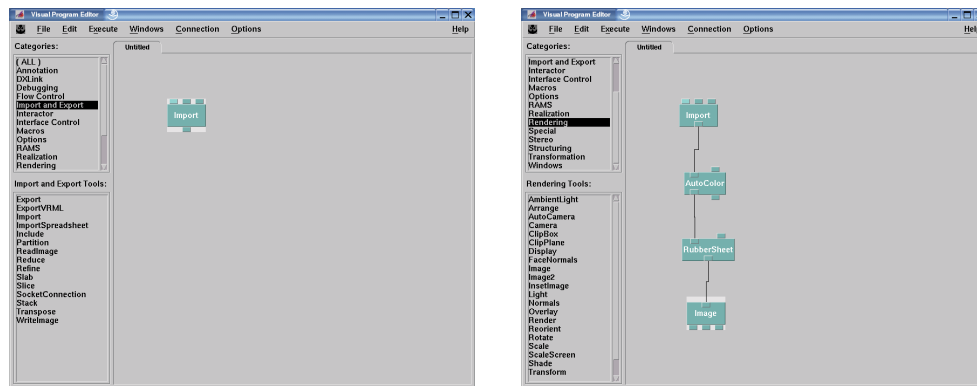 Visual Program Editor
File Edit Execute Windows Connection Options Help
Categories:
Untitled
( ALL )
Annotation
DXLink
Debugging
Flow Control
Import and Export
Interactor
Interface Control
Macros
Options
RAMS
Realization
Rendering
Import
Import and Export Tools:
Export
ExportVRML
Import
ImportSpreadsheet
Include
Partition
ReadImage
Reduce
Refine
Slab
Slice
SocketConnection
Stack
Transpose
WriteImage
Visual Program Editor
File Edit Execute Windows Connection Options Hel
Categories:
Untitled
Import and Export
Interactor
Interface Control
Macros
Options
RAMS
Realization
Rendering
Special
Stereo
Structuring
Transformation
Windows
Import
AutoColor
RubberSheet
Image
Rendering Tools:
AmbientLight
Arrange
AutoCamera
Camera
ClipBox
ClipPlane
Display
FaceNormals
Image
Image2
InsetImage
Light
Normals
Overlay
Render
Reorient
Rotate
Scale
ScaleScreen
Shade
Transform